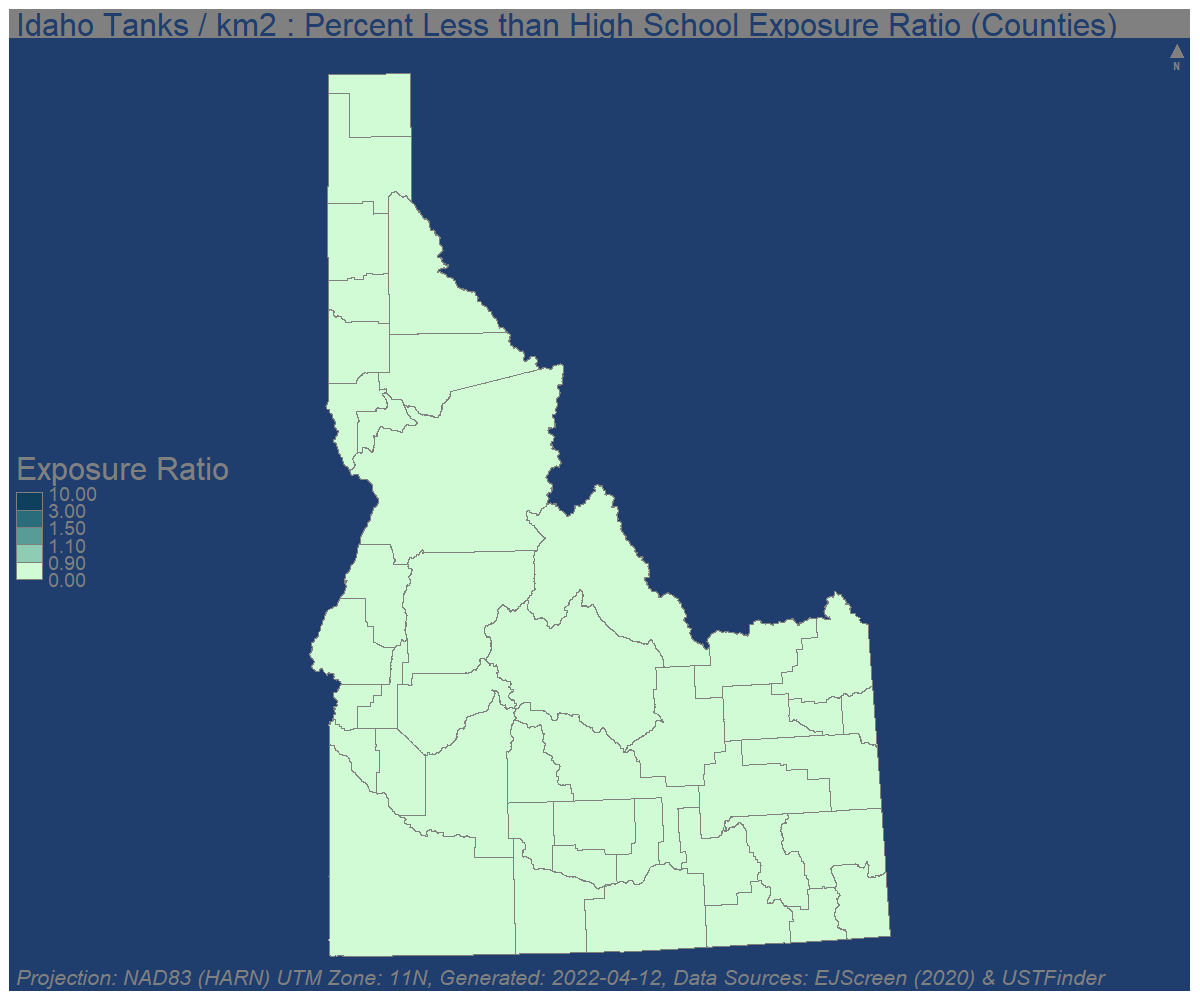 Idaho Tanks / km2 : Percent Less than High School Exposure Ratio (Counties)
N
Exposure Ratio
10.00
3.00
1.50
1.10
0.90
0.00
Projection: NAD83 (HARN) UTM Zone: 11N, Generated: 2022-04-12, Data Sources: EJScreen (2020) & USTFinder